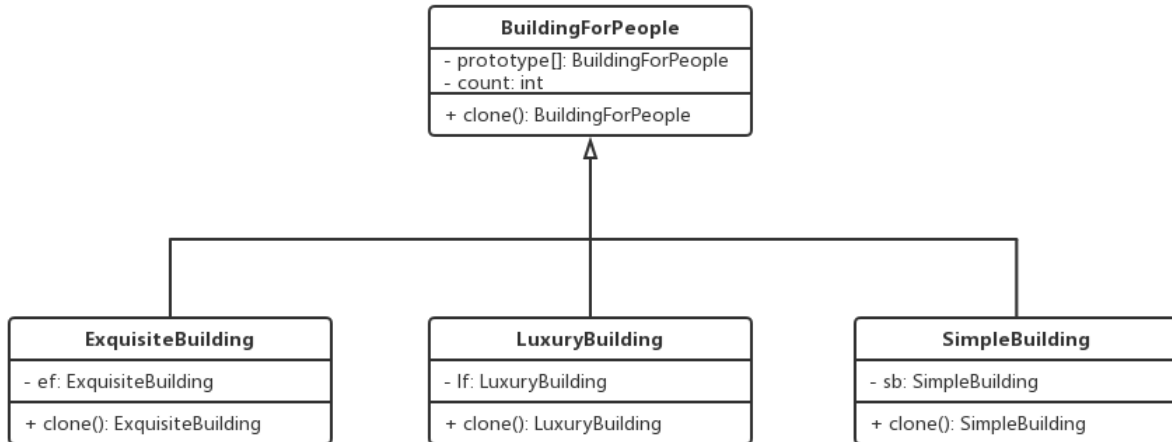 BuildingForPeople
- prototype[]: BuildingForPeople
- count: int
+ clone(): BuildingForPeople
ExquisiteBuilding
- ef: ExquisiteBuilding
+ clone(): ExquisiteBuilding
LuxuryBuilding
- lf: LuxuryBuilding
+ clone(): LuxuryBuilding
SimpleBuilding
- sb: SimpleBuilding
+ clone(): SimpleBuilding